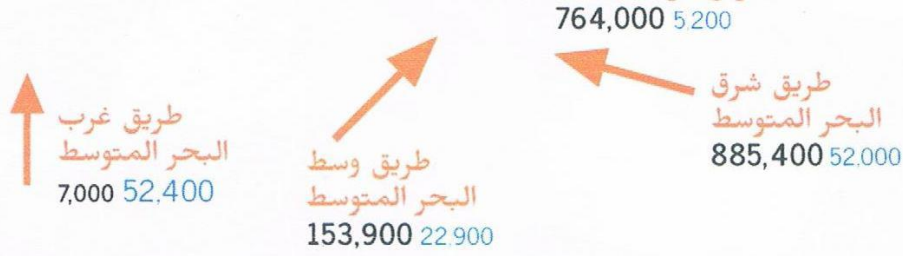 764,000 5.200
طريق شرق
البحر المتوسط
885,400 52.000
طريق غرب
البحر المتوسط
7,000 52,400
طريق وسط
البحر المتوسط
153,900 22,900